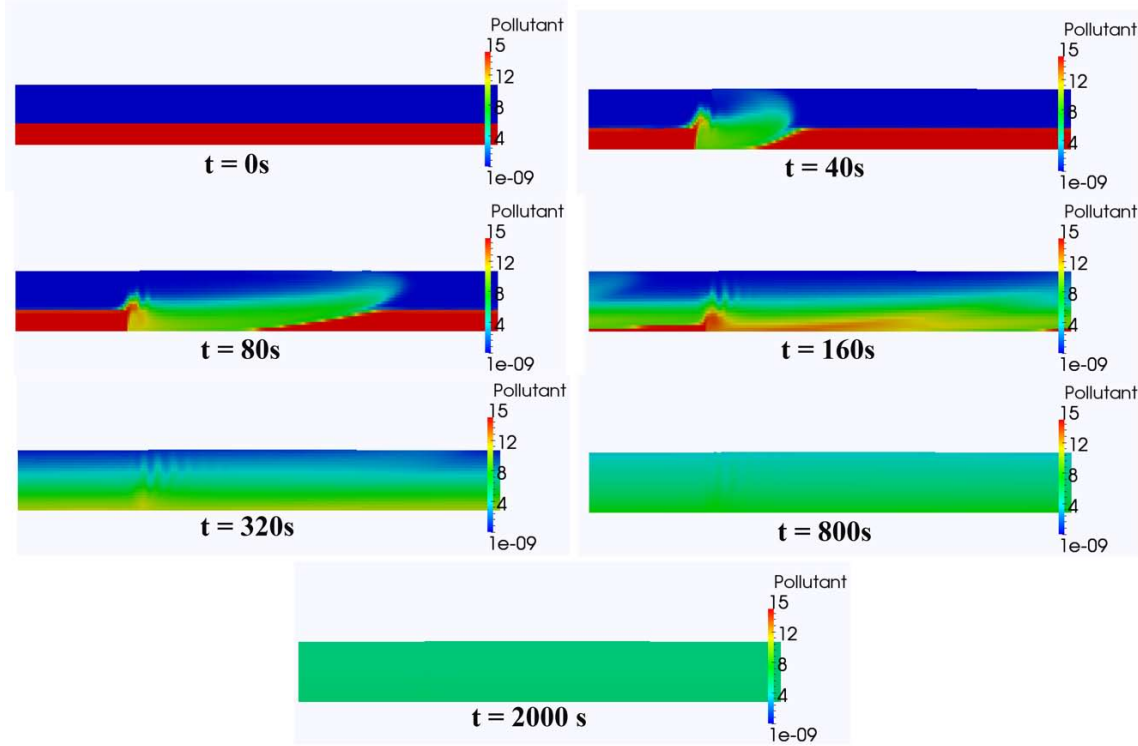 Pollutant
15
12
8
4
1e-09
t = 0s
Pollutant
15
12
8
4
1e-09
t = 40s
Pollutant
15
12
8
4
1e-09
t = 80s
Pollutant
15
12
8
4
1e-09
t = 160s
Pollutant
15
12
8
4
1e-09
t = 320s
Pollutant
15
12
8
4
1e-09
t = 800s
Pollutant
15
12
8
4
1e-09
t = 2000 s